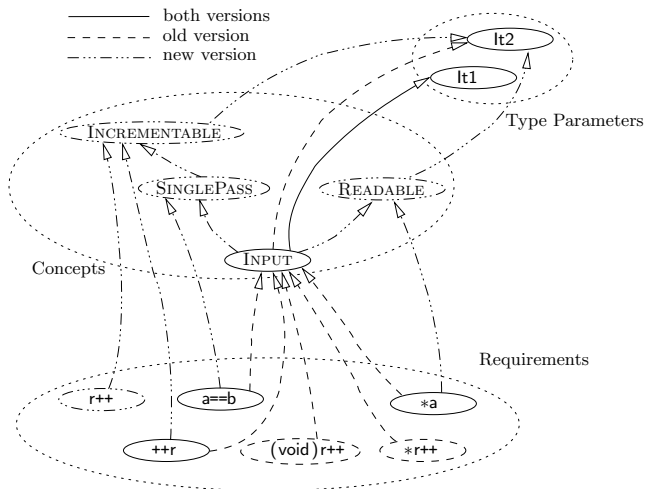 both versions
old version
new version
It2
It1
Type Parameters
INCREMENTABLE
SINGLEPASS
READABLE
INPUT
Concepts
Requirements
r++
a==b
*a
++r
(void)r++
*r++